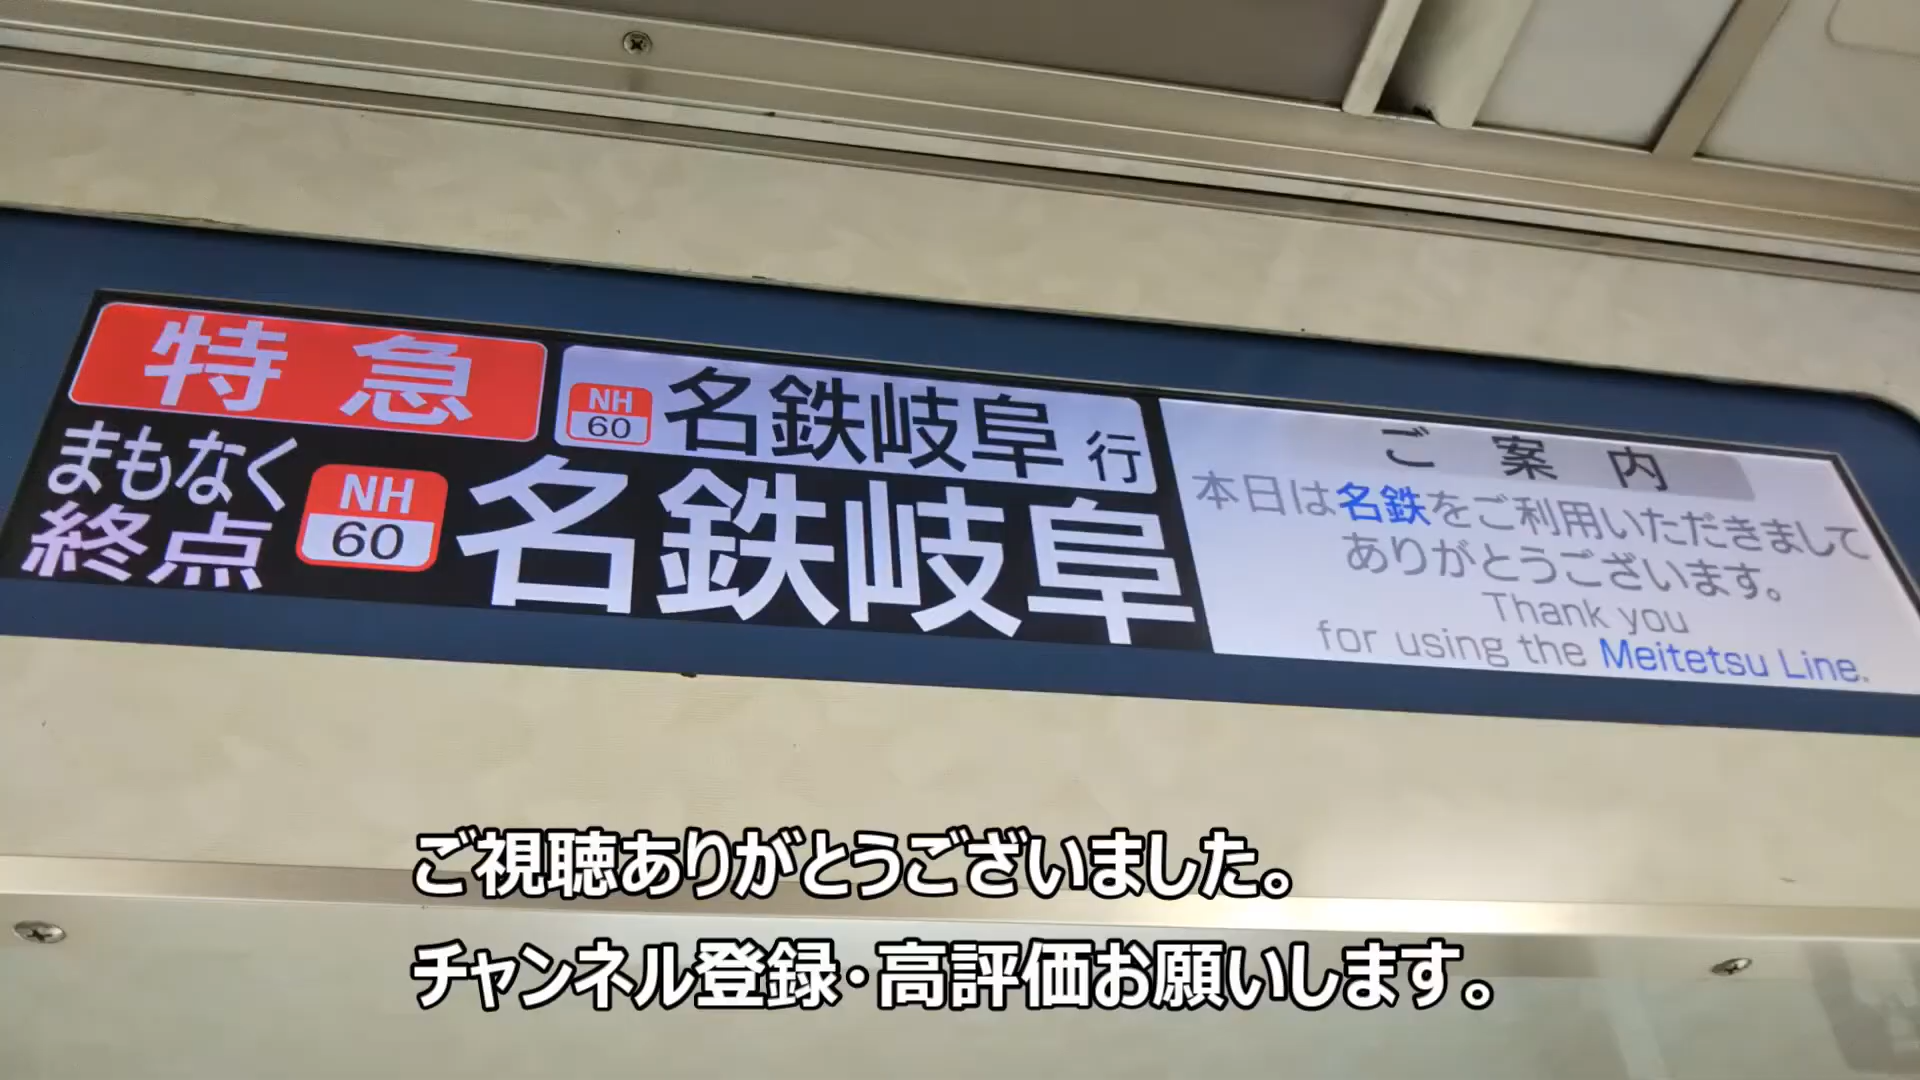 特急
NH
60
名鉄岐阜 行
まもなく
終点
NH
60
名鉄岐阜
ご案内
本日は名鉄をご利用いただきまして
ありがとうございます。
Thank you
for using the Meitetsu Line.
ご視聴ありがとうございました。
チャンネル登録・高評価お願いします。